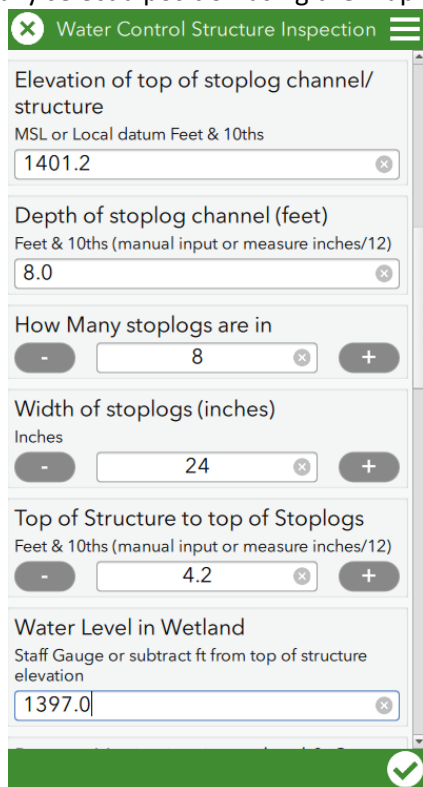 Water Control Structure Inspection
Elevation of top of stoplog channel/
structure
MSL or Local datum Feet & 10ths
1401.2
Depth of stoplog channel (feet)
Feet & 10ths (manual input or measure inches/12)
8.0
How Many stoplogs are in
- 8 +
Width of stoplogs (inches)
Inches
- 24 +
Top of Structure to top of Stoplogs
Feet & 10ths (manual input or measure inches/12)
- 4.2 +
Water Level in Wetland
Staff Gauge or subtract ft from top of structure
elevation
1397.0